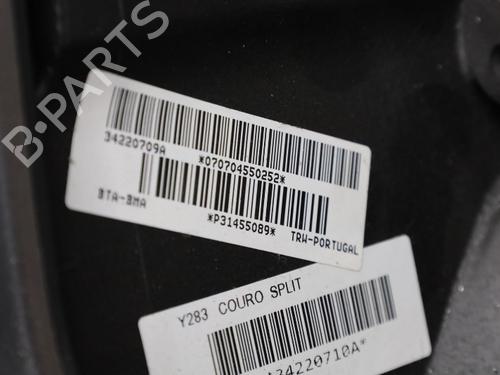 B-PARTS
34220709A
*070704550252*
BTA-BMA
*P31455089*
TRW-PORTUGAL
Y283 COURO SPLIT
34220710A*